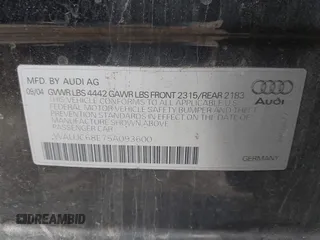 MFD. BY AUDI AG
09/04 GVWR LBS 4442 GAWR LBS FRONT 2315/REAR 2183
THIS VEHICLE CONFORMS TO ALL APPLICABLE
FEDERAL MOTOR VEHICLE SAFETY BUMPER AND THEFT
PREVENTION STANDARDS IN EFFECT ON THE DATE OF
MANUFACTURE SHOWN ABOVE.
PASSENGER CAR
Audi
GERMANY
DREAMBID